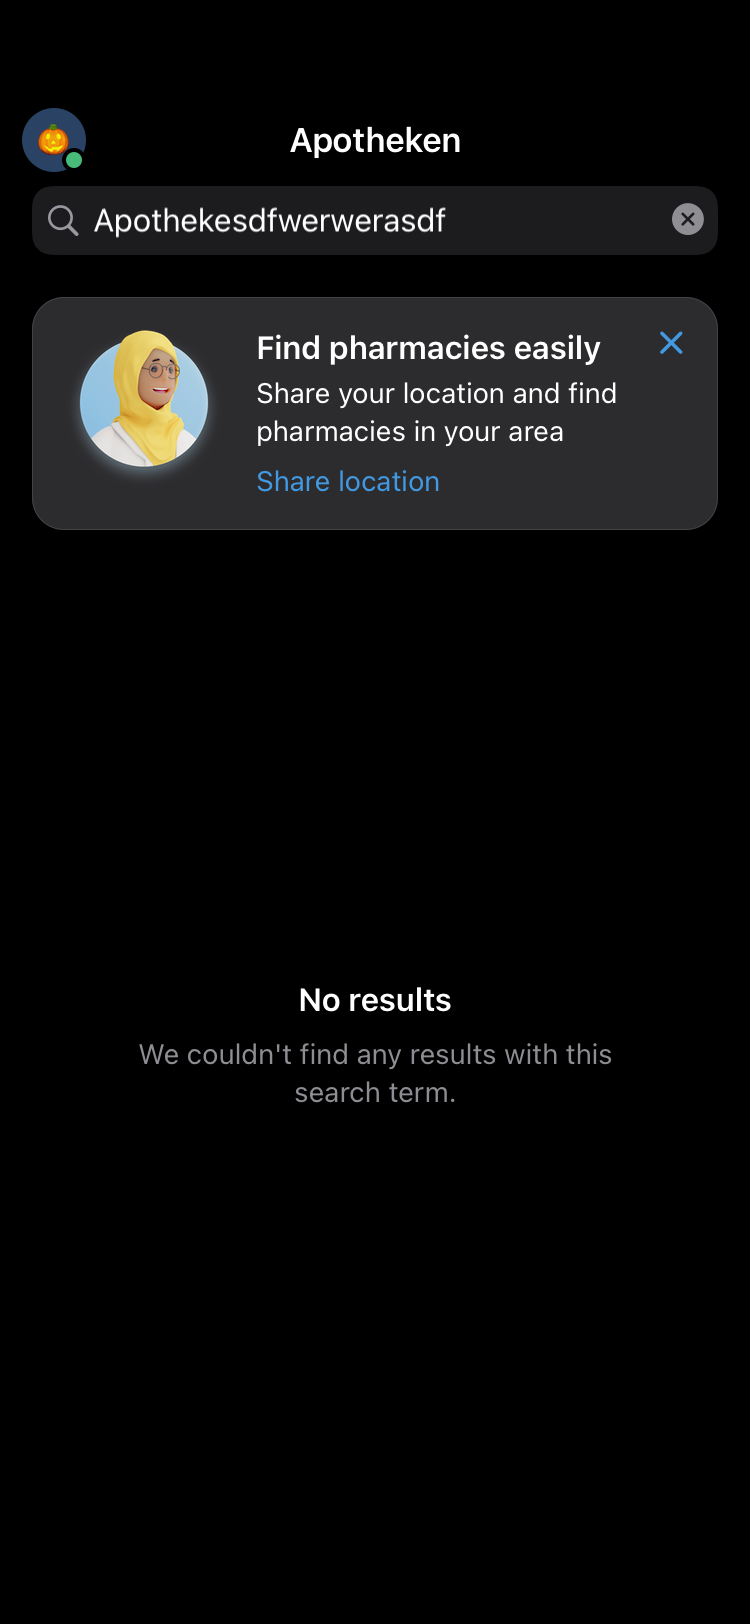 Apotheken
Apothekesdfwerwerasdf
Find pharmacies easily
Share your location and find
pharmacies in your area
Share location
No results
We couldn't find any results with this
search term.